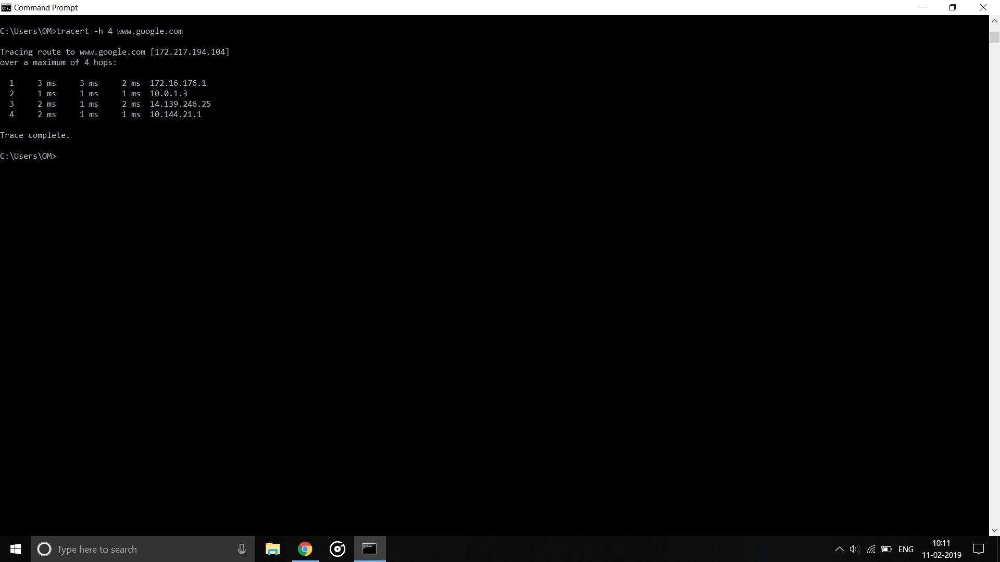 Command Prompt
C:\Users\OM>tracert -h 4 www.google.com
Tracing route to www.google.com [172.217.194.104]
over a maximum of 4 hops:
1 3 ms 3 ms 2 ms 172.16.176.1
2 1 ms 1 ms 1 ms 10.0.1.3
3 2 ms 1 ms 2 ms 14.139.246.25
4 2 ms 1 ms 1 ms 10.144.21.1
Trace complete.
C:\Users\OM>
Type here to search
ENG
10:11
11-02-2019